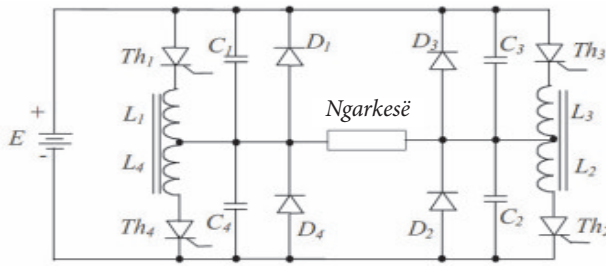 Th₁
C₁
D₁
D₃
C₃
Th₃
+
E
-
L₁
L₄
Ngarkesë
L₃
L₂
Th₄
C₄
D₄
D₂
C₂
Th₂